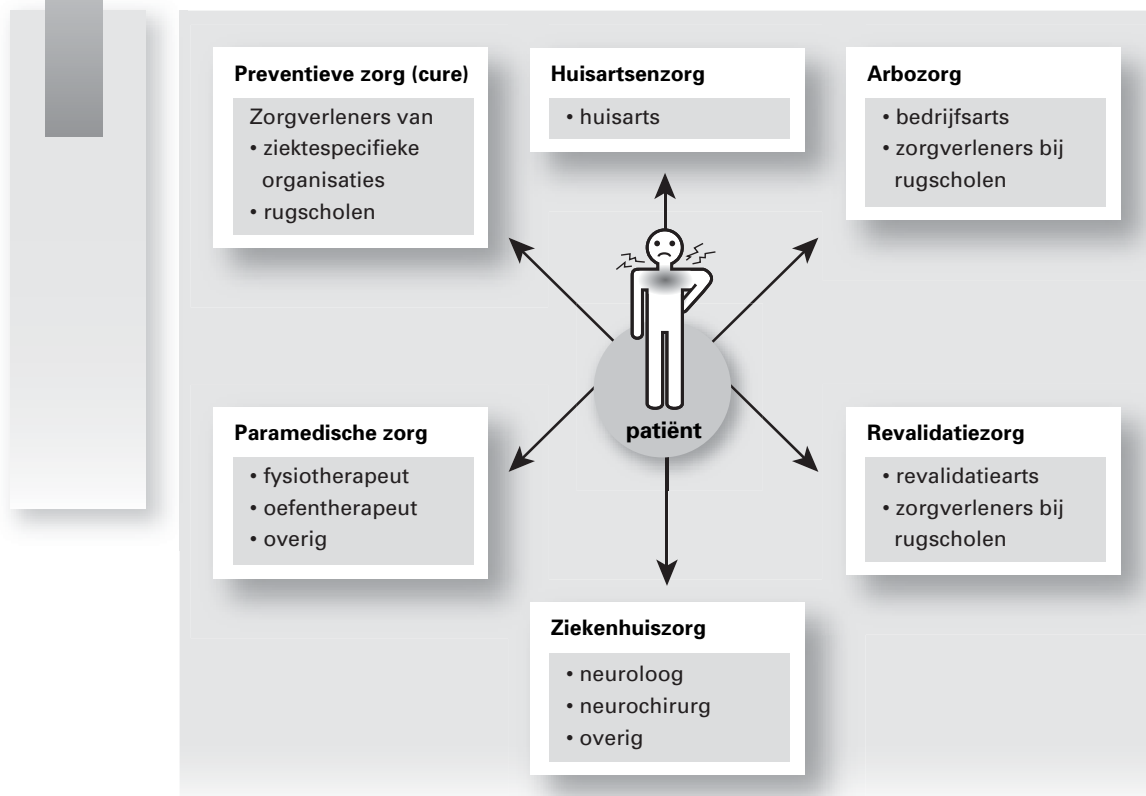 Preventieve zorg (cure)
Zorgverleners van
• ziektespecifieke
organisaties
• rugscholen
Huisartsenzorg
• huisarts
Arbozorg
• bedrijfsarts
• zorgverleners bij
rugscholen
patiënt
Paramedische zorg
• fysiotherapeut
• oefentherapeut
• overig
Revalidatiezorg
• revalidatiearts
• zorgverleners bij
rugscholen
Ziekenhuiszorg
• neuroloog
• neurochirurg
• overig